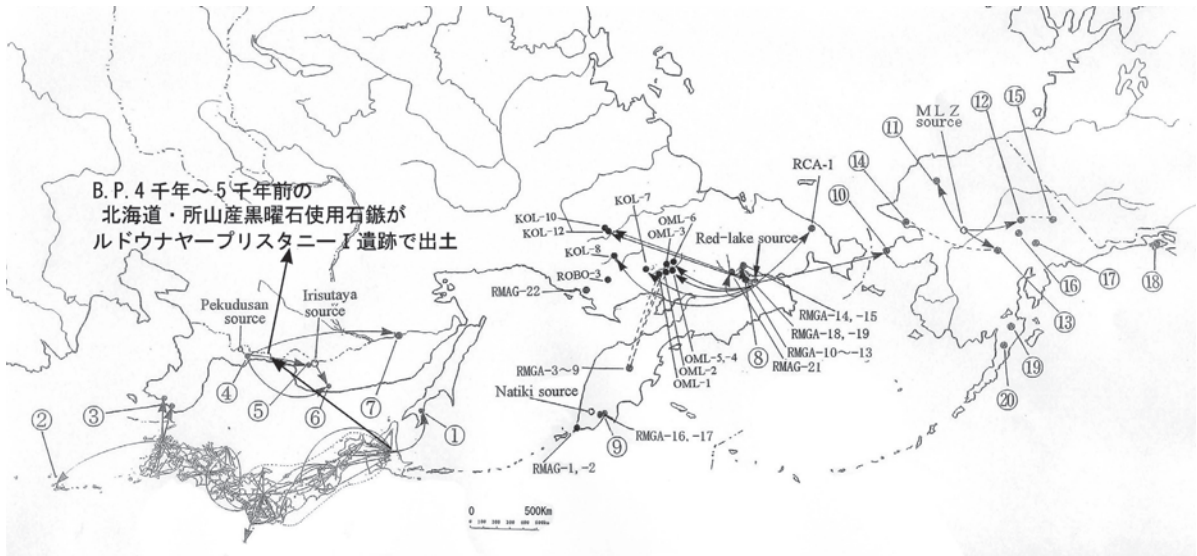 B.P. 4千年～5千年前の
北海道・所山産黒曜石使用石鏃が
ルドウナヤープリスタニーⅠ遺跡で出土
Pekudusan
source
Irisutaya
source
①
②
③
④
⑤
⑥
⑦
KOL-10
KOL-12
KOL-8
ROBO-3
RMAG-22
KOL-7
OML-6
OML-3
Red-lake source
RCA-1
RMGA-14, -15
RMGA-18, -19
RMGA-10～-13
RMAG-21
⑧
OML-5,-4
OML-2
OML-1
RMGA-3～9
Natiki source
RMGA-16, -17
⑨
RMAG-1, -2
⑩
⑪
MLZ
source
⑫
⑮
⑭
⑬
⑯
⑰
⑱
⑲
⑳
0 500Km
0 100 200 300 400 500km